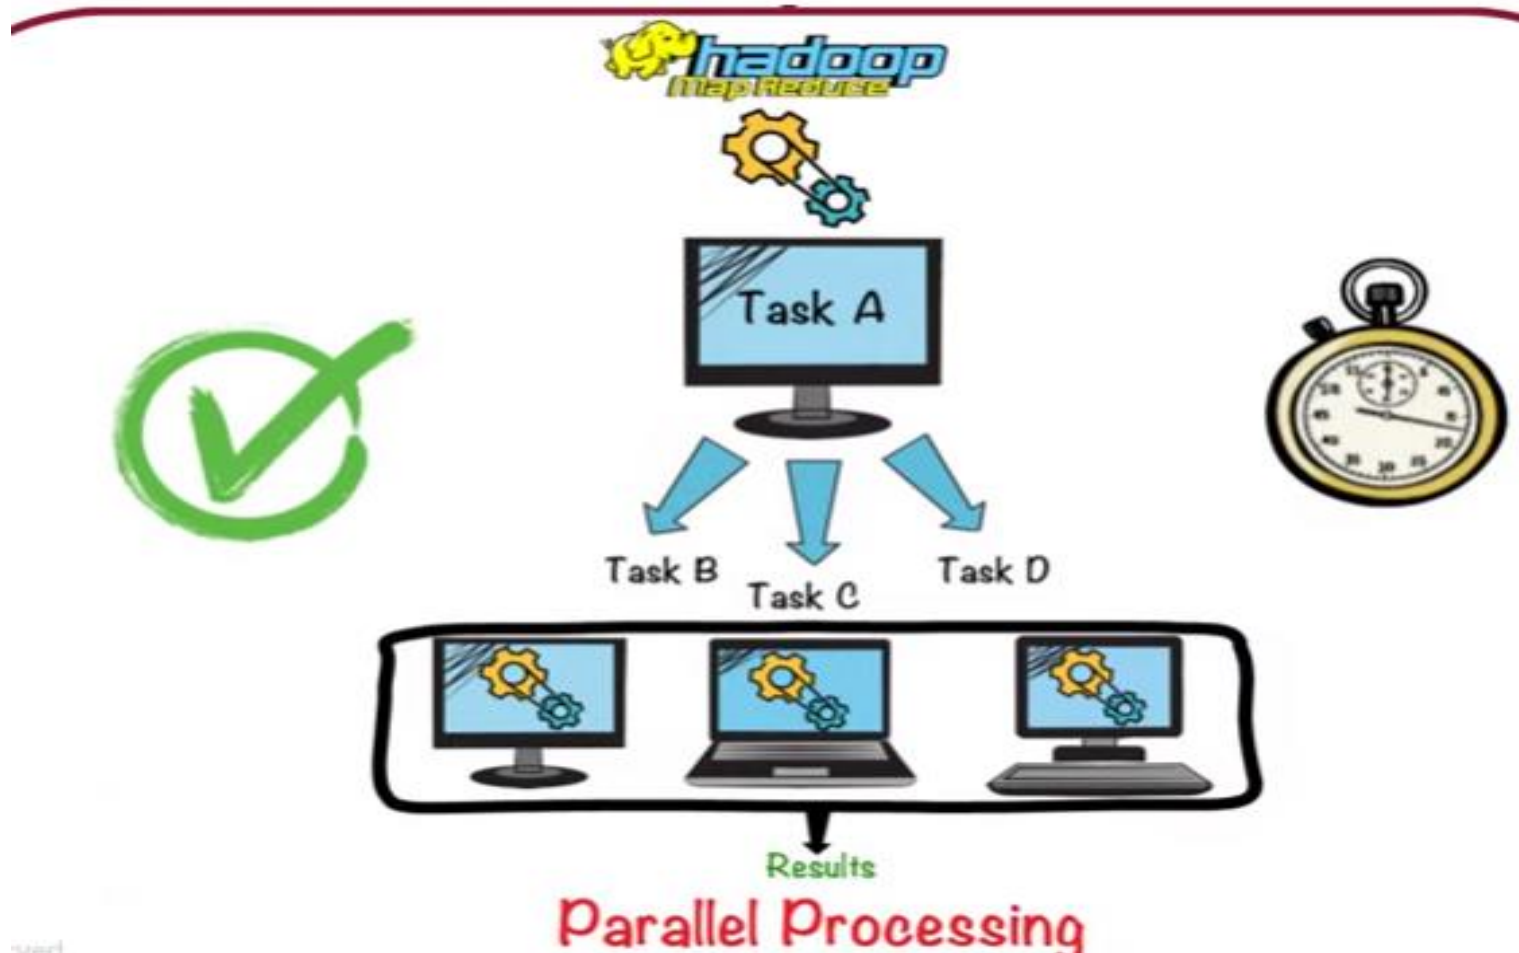 hadoop
Map Reduce
Task A
Task B
Task C
Task D
Results
Parallel Processing